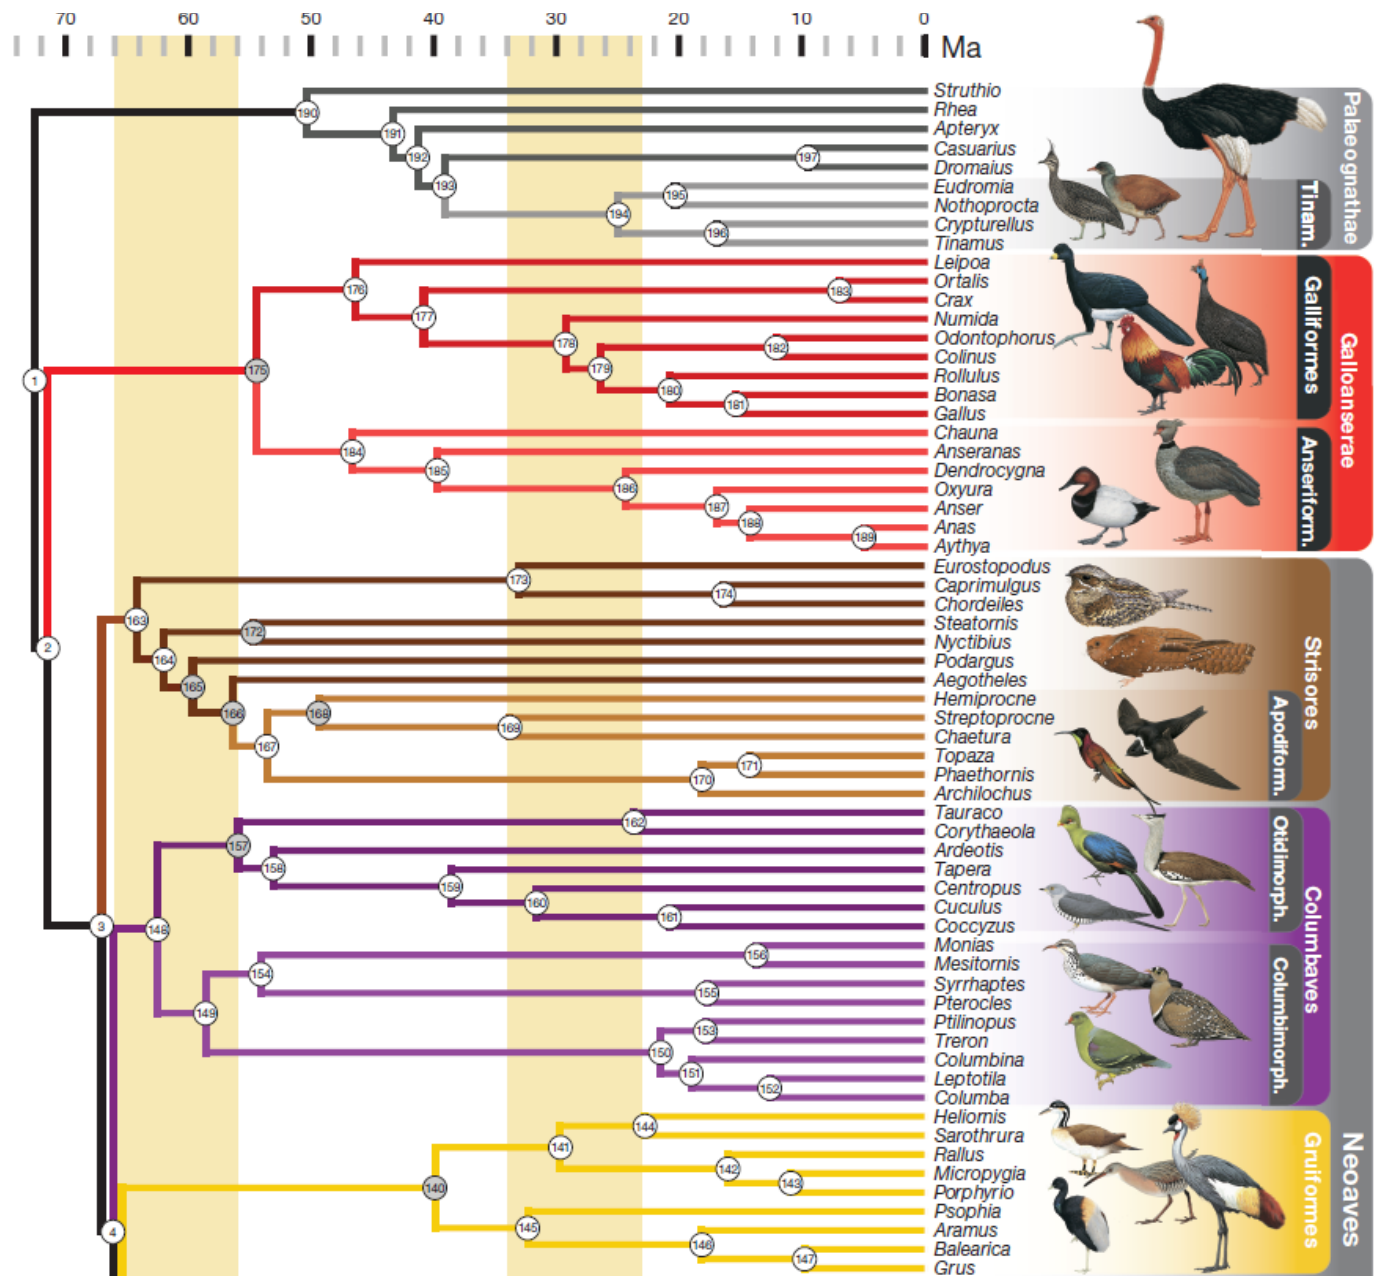 70 60 50 40 30 20 10 0
Ma
Struthio
190
Rhea
191
Apteryx
192
Casuarius
197
Dromaius
193
Eudromia
195
Nothoprocta
194
Crypturellus
196
Tinamus
Palaeognathae
Tinam.
Leipoa
176
Ortalis
183
Crax
177
Numida
178
Odontophorus
182
Colinus
179
Rollulus
180
Bonasa
181
Gallus
175
1
Galliformes
Galloanserae
Chauna
184
Anseranas
185
Dendrocygna
186
Oxyura
187
Anser
188
Anas
189
Aythya
Anseriform.
Eurostopodus
173
Caprimulgus
174
Chordeiles
163
Steatornis
172
Nyctibius
2
164
Podargus
165
Aegotheles
166
Hemiprocne
168
Streptoprocne
169
Chaetura
167
Topaza
171
Phaethornis
170
Archilochus
Strisores
Apodiform.
Tauraco
162
Corythaeola
157
Ardeotis
158
Tapera
159
Centropus
160
Cuculus
161
Coccyzus
3
148
Otidimorph.
Columbaves
Monias
156
Mesitornis
154
Syrrhaptes
155
Pterocles
149
Ptilinopus
153
Treron
150
Columbina
151
Leptotila
152
Columba
Columbimorph.
Heliornis
144
Sarothrura
141
Rallus
142
Micropygia
143
Porphyrio
140
Psophia
145
Aramus
146
Balearica
147
Grus
4
Gruiformes
Neoaves